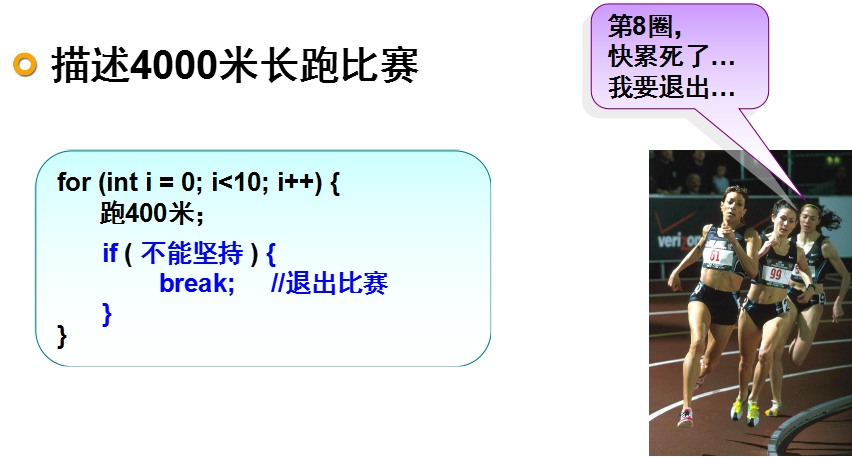 描述4000米长跑比赛
第8圈，
快累死了…
我要退出…
for (int i = 0; i<10; i++) {
跑400米；
if ( 不能坚持 ) {
break; //退出比赛
}
}
verizon
61
99